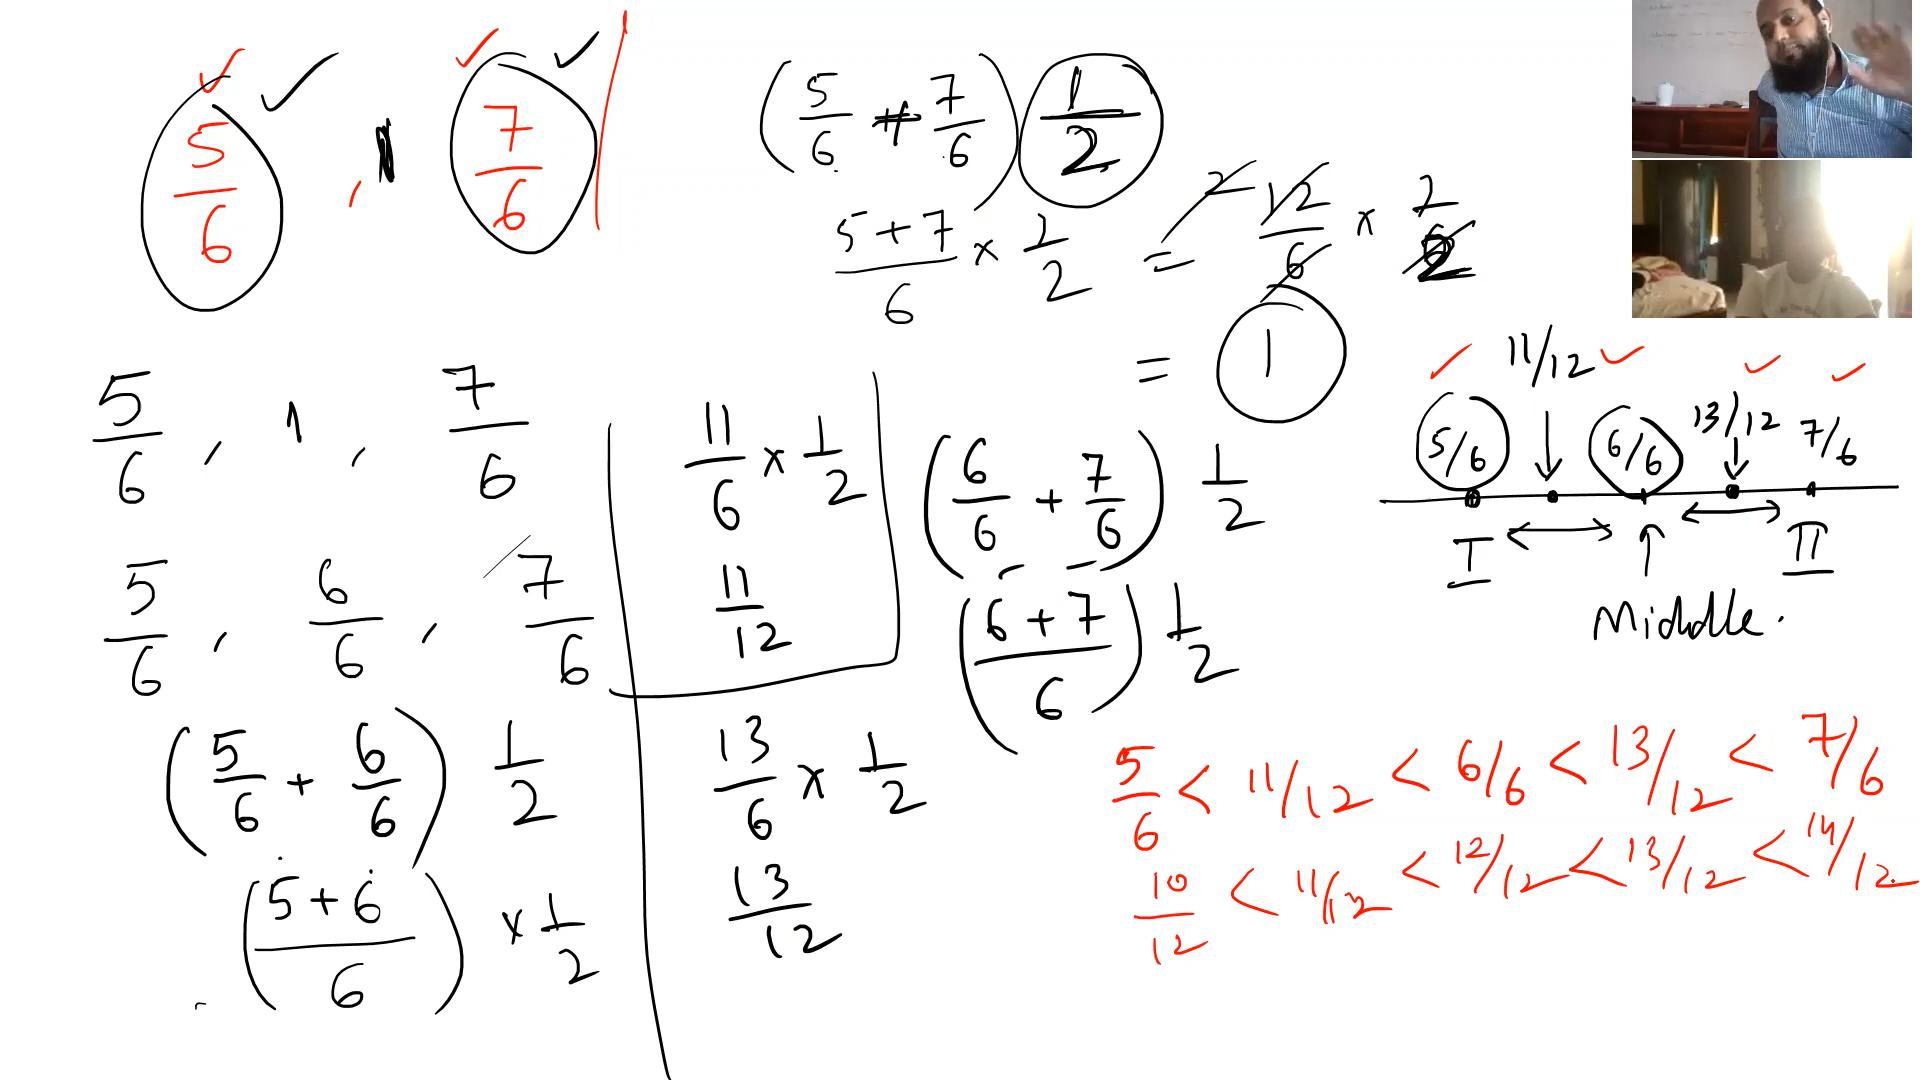 5/6 , 1 7/6
(5/6 + 7/6) 1/2
(5+7)/6 × 1/2 = 12/6 × 1/2
2
= 1
5/6 , 1 , 7/6
5/6 , 6/6 , 7/6
(5/6 + 6/6) 1/2
((5+6)/6) × 1/2
11/6 × 1/2
11/12
13/6 × 1/2
13/12
(6/6 + 7/6) 1/2
((6+7)/6) 1/2
11/12
5/6 6/6 13/12 7/6
I ↑ II
Middle.
5/6 < 11/12 < 6/6 < 13/12 < 7/6
10/12 < 11/12 < 12/12 < 13/12 < 14/12